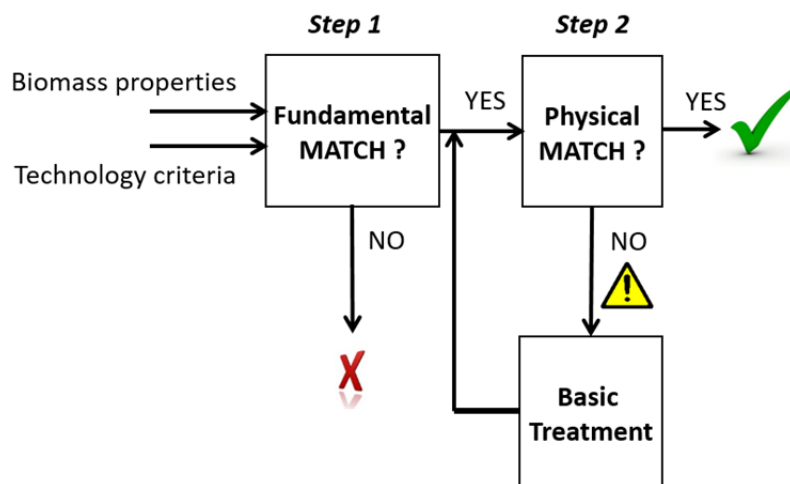 Step 1
Step 2
Biomass properties
Technology criteria
Fundamental
MATCH ?
YES
Physical
MATCH ?
YES
NO
NO
!
Basic
Treatment